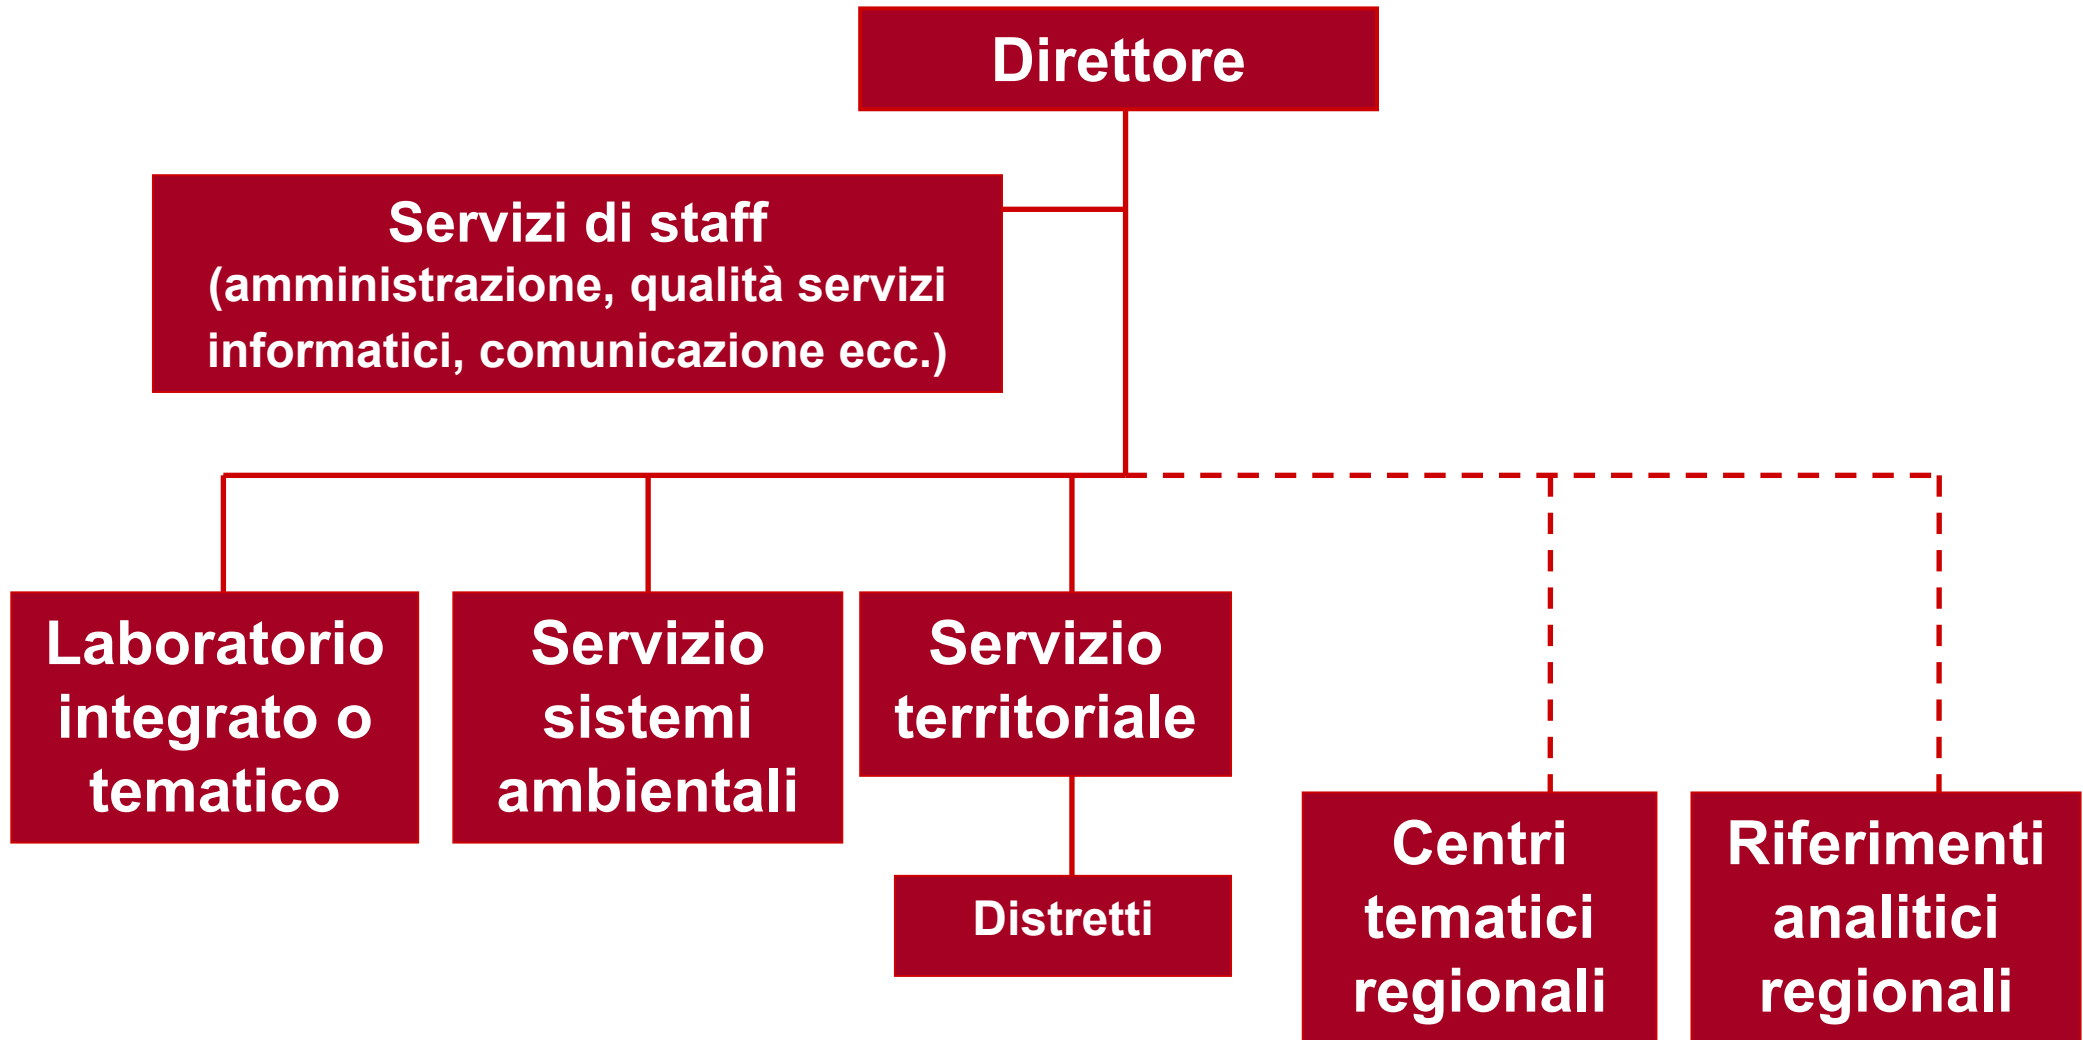 Direttore
Servizi di staff
(amministrazione, qualità servizi
informatici, comunicazione ecc.)
Laboratorio
integrato o
tematico
Servizio
sistemi
ambientali
Servizio
territoriale
Distretti
Centri
tematici
regionali
Riferimenti
analitici
regionali